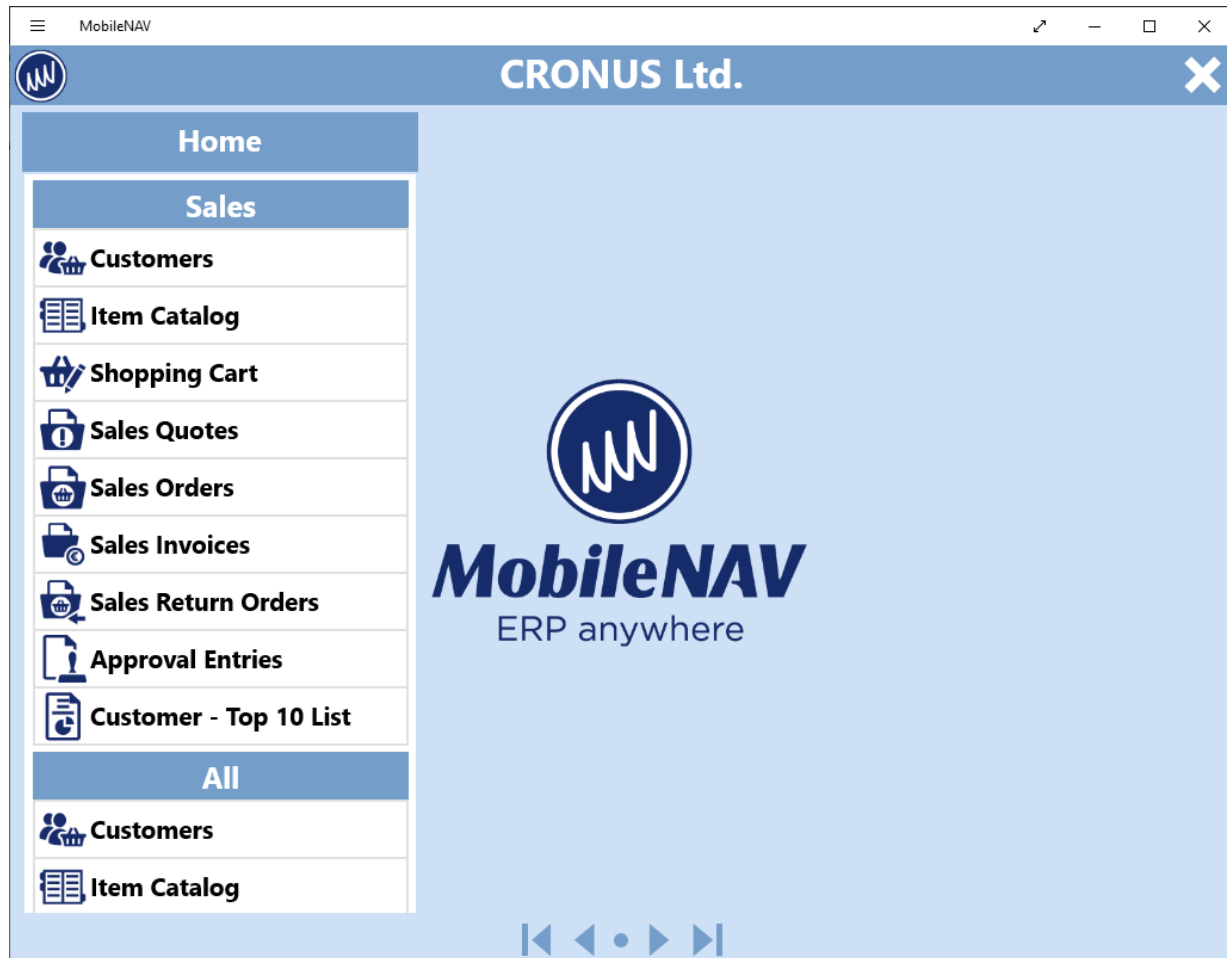 MobileNAV
CRONUS Ltd.
Home
Sales
Customers
Item Catalog
Shopping Cart
Sales Quotes
Sales Orders
Sales Invoices
Sales Return Orders
Approval Entries
Customer - Top 10 List
All
Customers
Item Catalog
MobileNAV
ERP anywhere